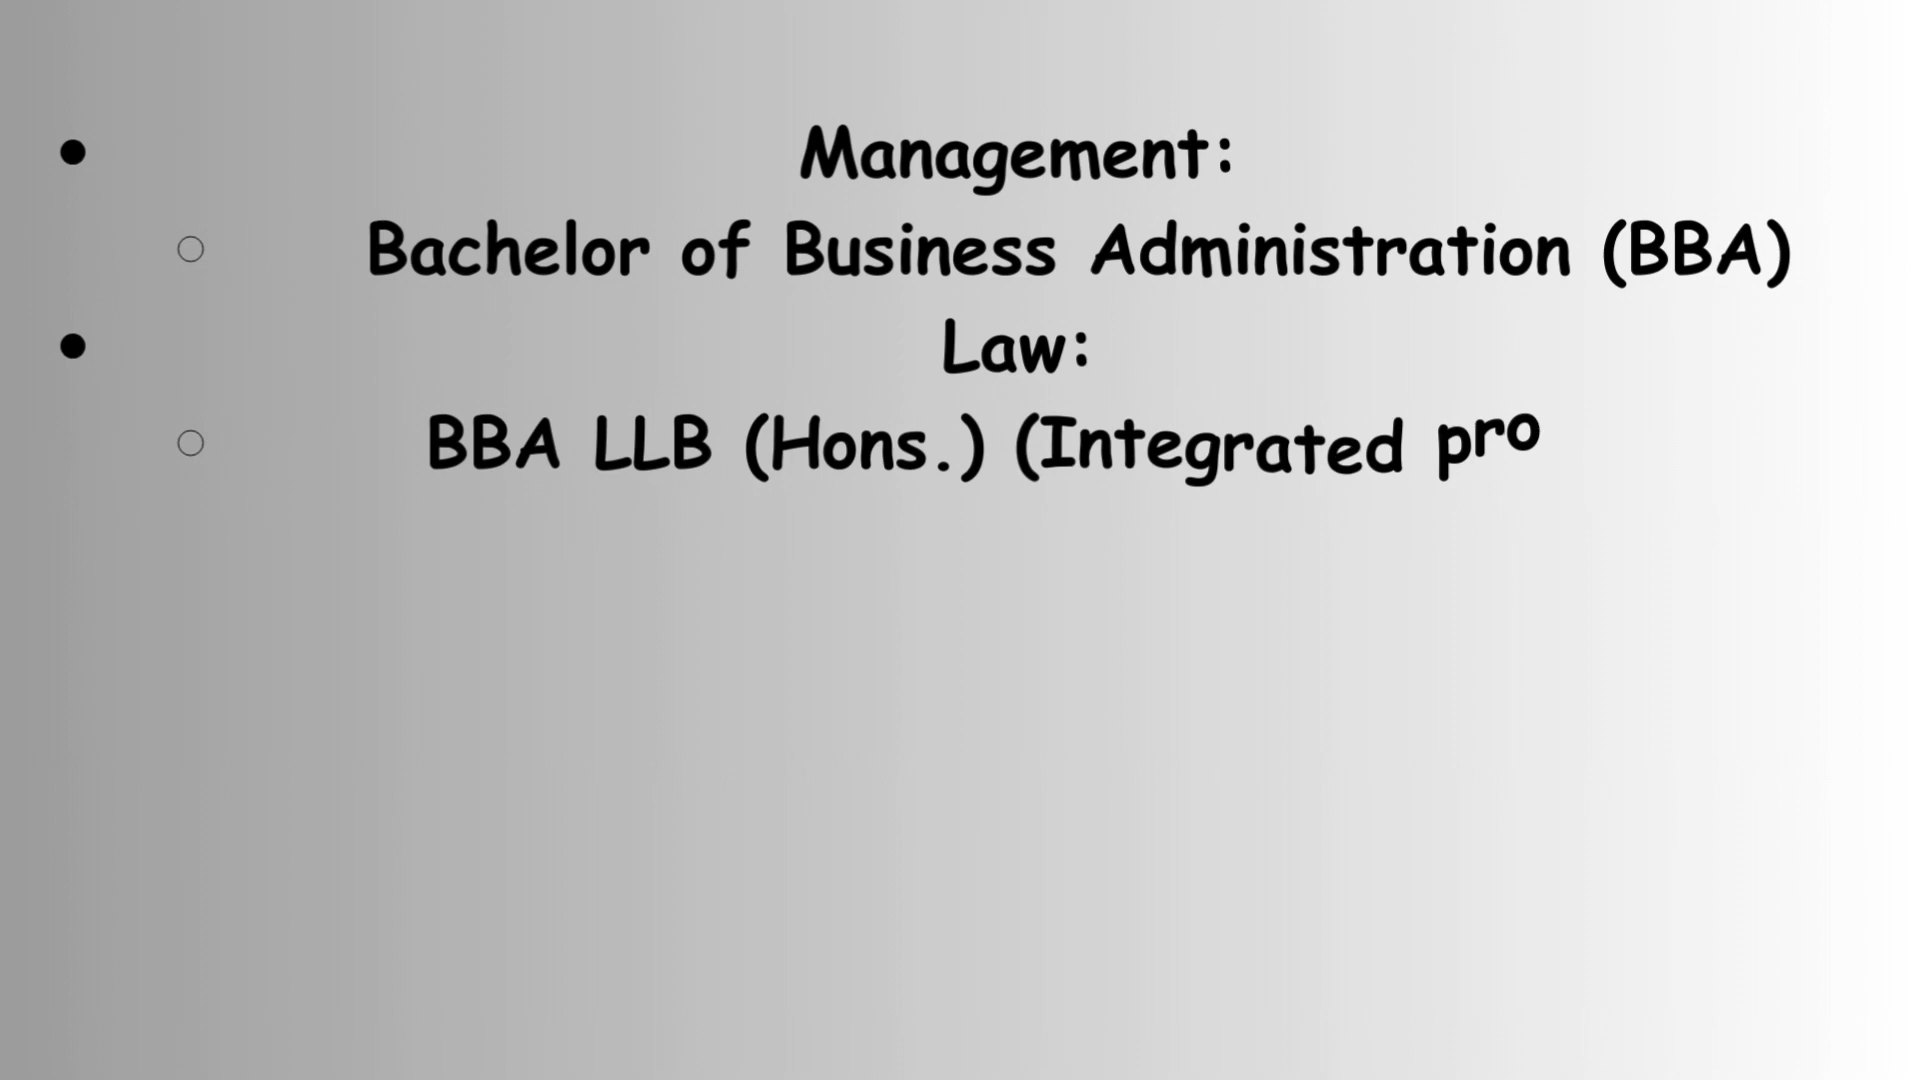 • Management:
○ Bachelor of Business Administration (BBA)
• Law:
○ BBA LLB (Hons.) (Integrated pro